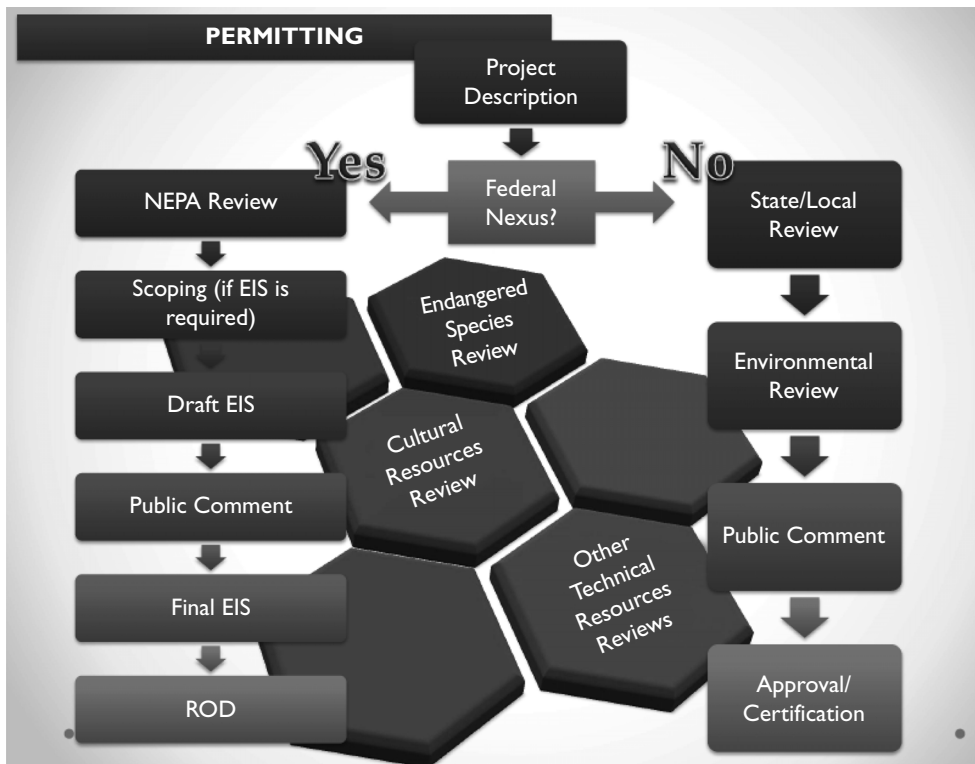 PERMITTING
Project
Description
Yes
No
Federal
Nexus?
NEPA Review
Scoping (if EIS is
required)
Draft EIS
Public Comment
Final EIS
ROD
Endangered
Species
Review
Cultural
Resources
Review
Other
Technical
Resources
Reviews
State/Local
Review
Environmental
Review
Public Comment
Approval/
Certification